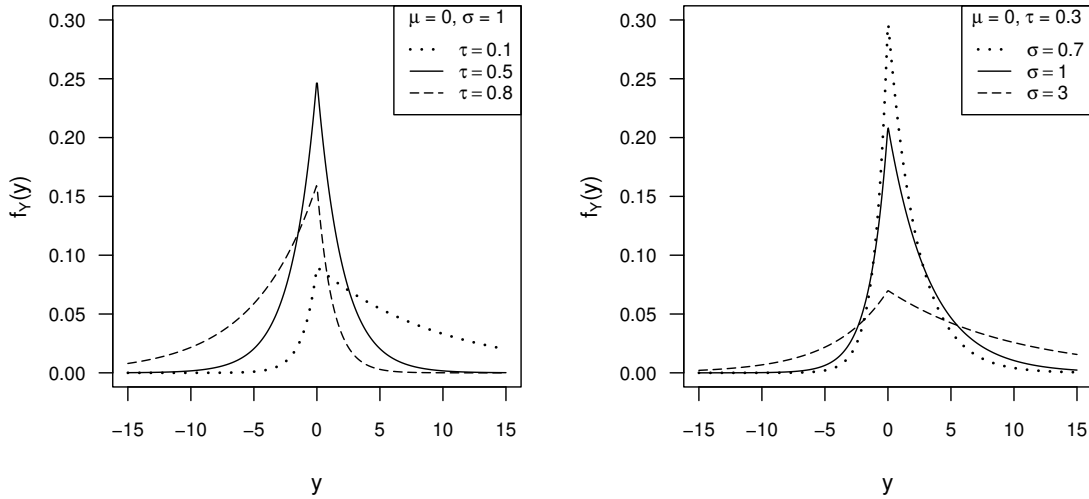 0.30
0.25
0.20
0.15
0.10
0.05
0.00
f_Y(y)
−15 −10 −5 0 5 10 15
y
μ = 0, σ = 1
τ = 0.1
τ = 0.5
τ = 0.8
0.30
0.25
0.20
0.15
0.10
0.05
0.00
f_Y(y)
−15 −10 −5 0 5 10 15
y
μ = 0, τ = 0.3
σ = 0.7
σ = 1
σ = 3